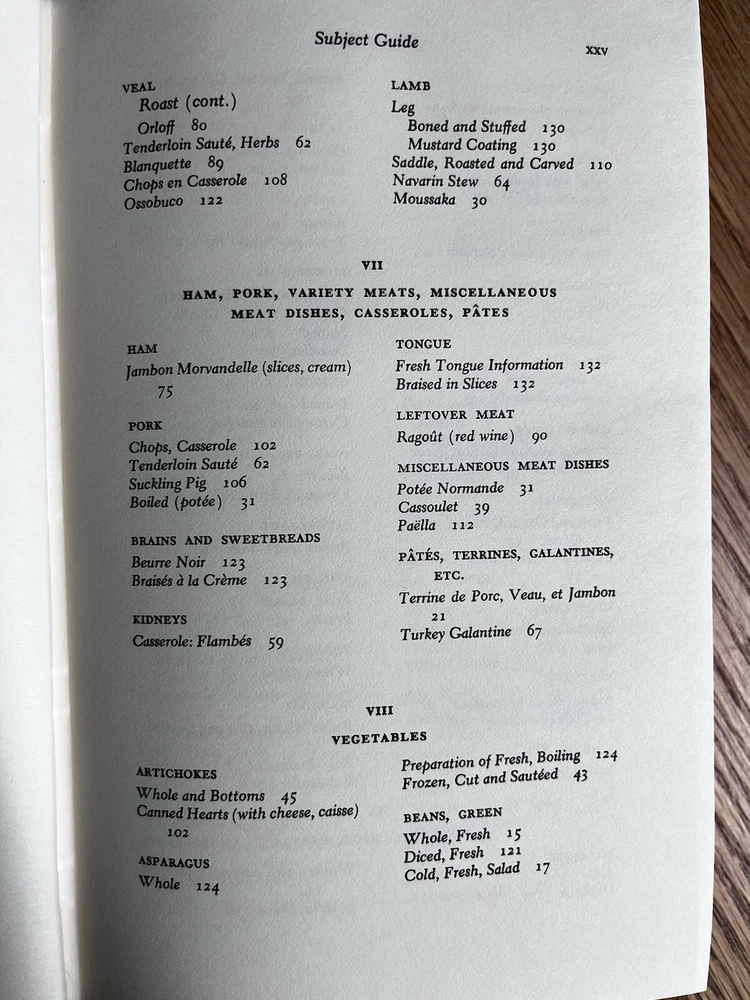 Subject Guide
xxv
VEAL
Roast (cont.)
Orloff 80
Tenderloin Sauté, Herbs 62
Blanquette 89
Chops en Casserole 108
Ossobuco 122
LAMB
Leg
Boned and Stuffed 130
Mustard Coating 130
Saddle, Roasted and Carved 110
Navarin Stew 64
Moussaka 30
VII
HAM, PORK, VARIETY MEATS, MISCELLANEOUS
MEAT DISHES, CASSEROLES, PÂTES
HAM
Jambon Morvandelle (slices, cream)
75
PORK
Chops, Casserole 102
Tenderloin Sauté 62
Suckling Pig 106
Boiled (potée) 31
BRAINS AND SWEETBREADS
Beurre Noir 123
Braisés à la Crème 123
KIDNEYS
Casserole: Flambés 59
TONGUE
Fresh Tongue Information 132
Braised in Slices 132
LEFTOVER MEAT
Ragoût (red wine) 90
MISCELLANEOUS MEAT DISHES
Potée Normande 31
Cassoulet 39
Paëlla 112
PÂTÉS, TERRINES, GALANTINES,
ETC.
Terrine de Porc, Veau, et Jambon
21
Turkey Galantine 67
VIII
VEGETABLES
ARTICHOKES
Whole and Bottoms 45
Canned Hearts (with cheese, caisse)
102
ASPARAGUS
Whole 124
Preparation of Fresh, Boiling 124
Frozen, Cut and Sautéed 43
BEANS, GREEN
Whole, Fresh 15
Diced, Fresh 121
Cold, Fresh, Salad 17